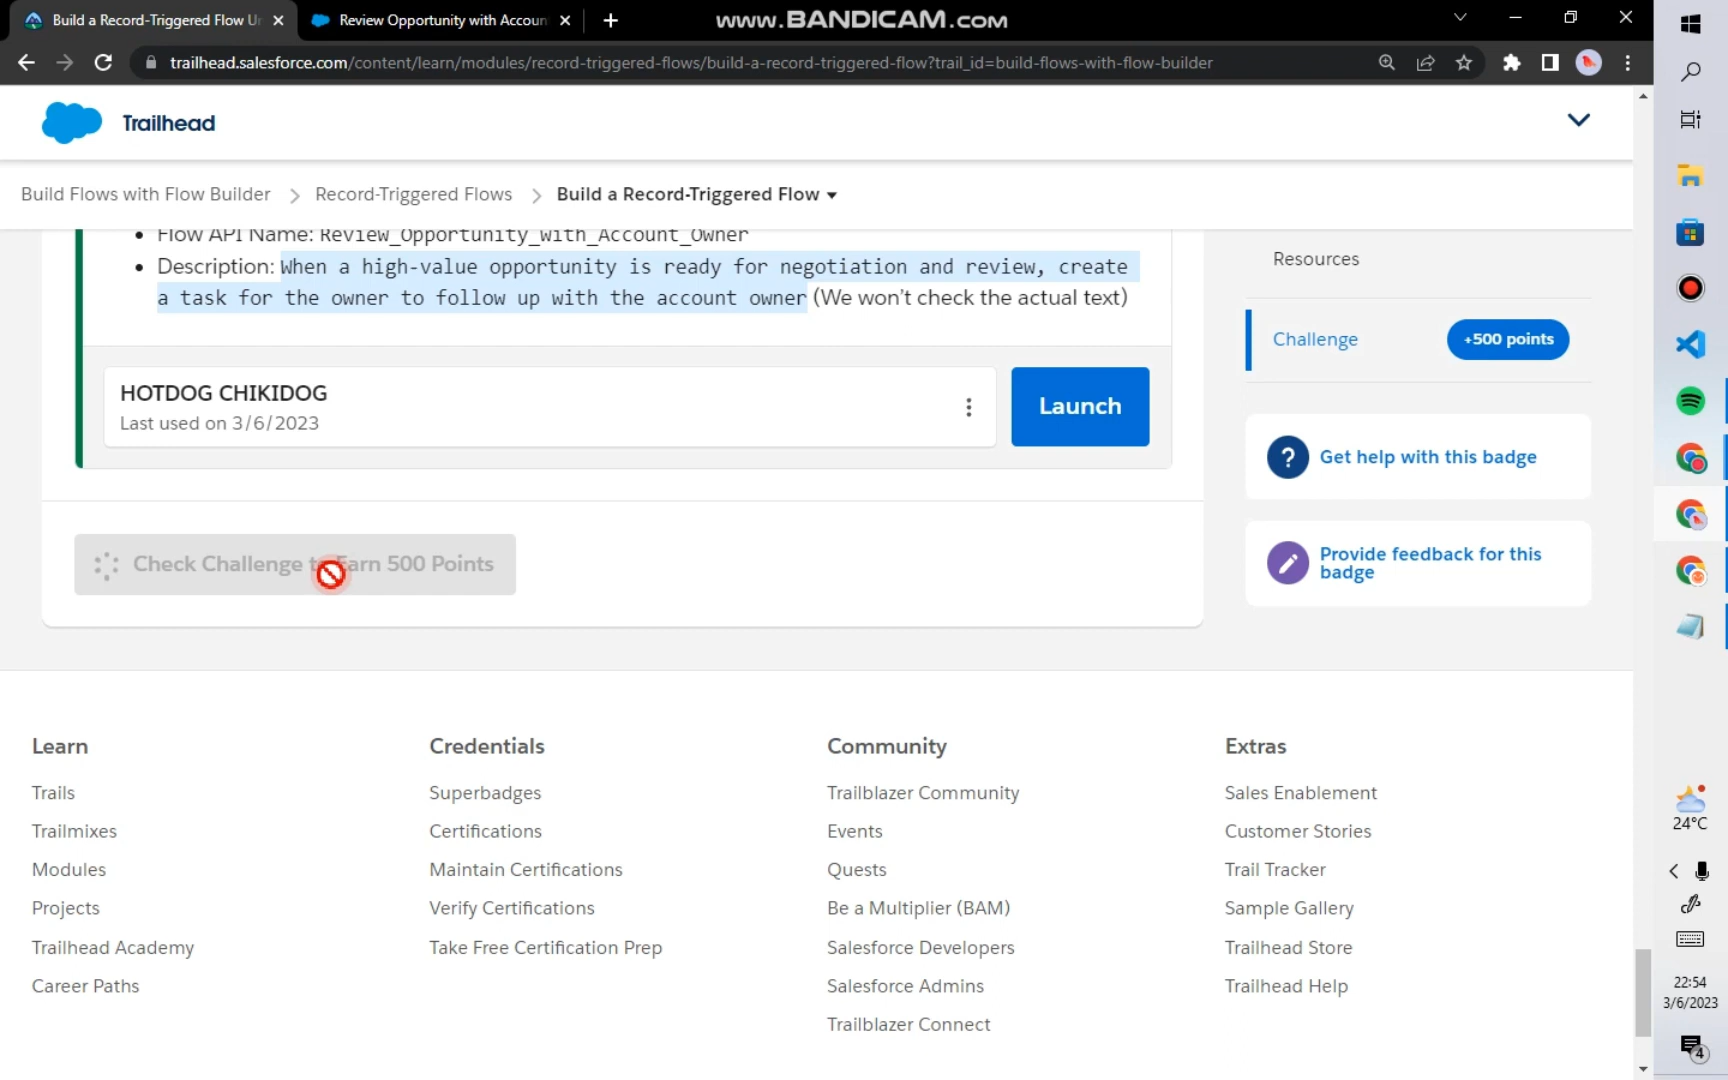 Build a Record-Triggered Flow Ur
Review Opportunity with Accoun
www.BANDICAM.com
trailhead.salesforce.com/content/learn/modules/record-triggered-flows/build-a-record-triggered-flow?trail_id=build-flows-with-flow-builder
Trailhead
Build Flows with Flow Builder
Record-Triggered Flows
Build a Record-Triggered Flow
Flow API Name: Review_Opportunity_with_Account_Owner
Description: When a high-value opportunity is ready for negotiation and review, create
a task for the owner to follow up with the account owner (We won't check the actual text)
HOTDOG CHIKIDOG
Last used on 3/6/2023
Launch
Check Challenge to Earn 500 Points
Resources
Challenge
+500 points
Get help with this badge
Provide feedback for this
badge
Learn
Trails
Trailmixes
Modules
Projects
Trailhead Academy
Career Paths
Credentials
Superbadges
Certifications
Maintain Certifications
Verify Certifications
Take Free Certification Prep
Community
Trailblazer Community
Events
Quests
Be a Multiplier (BAM)
Salesforce Developers
Salesforce Admins
Trailblazer Connect
Extras
Sales Enablement
Customer Stories
Trail Tracker
Sample Gallery
Trailhead Store
Trailhead Help
24°C
22:54
3/6/2023
4